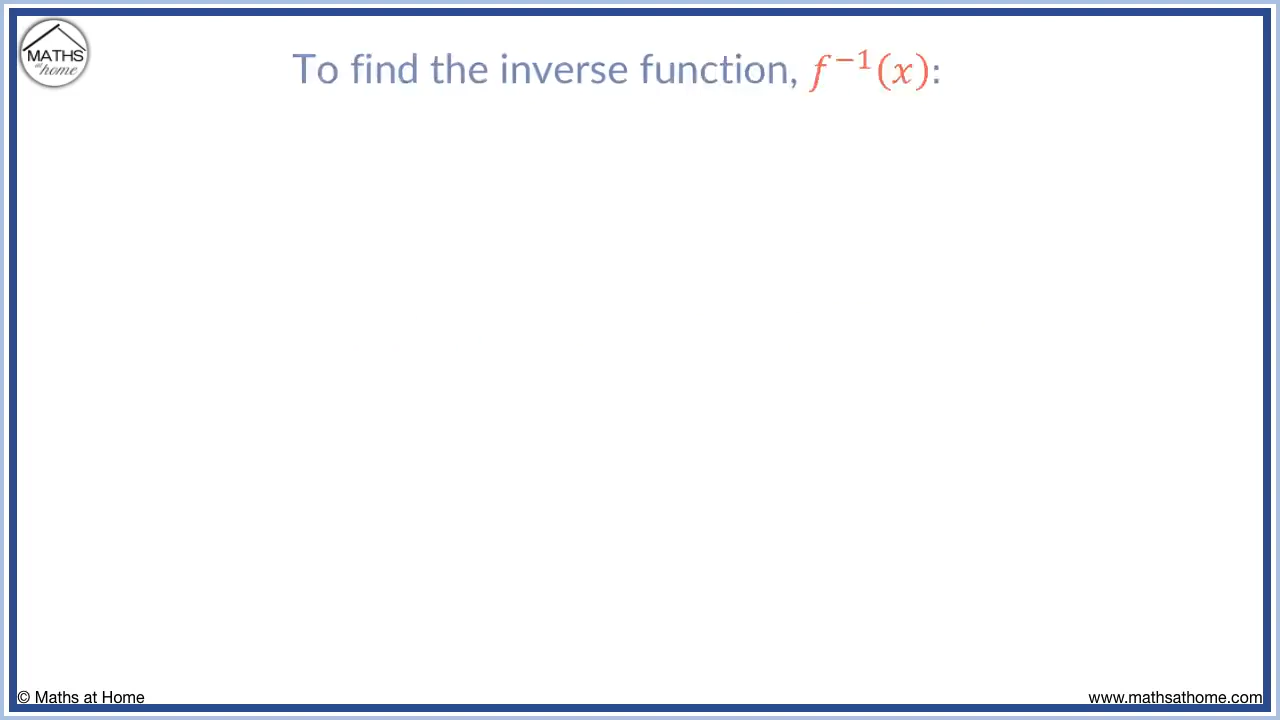 MATHS
at
home
To find the inverse function, f⁻¹(x):
© Maths at Home
www.mathsathome.com